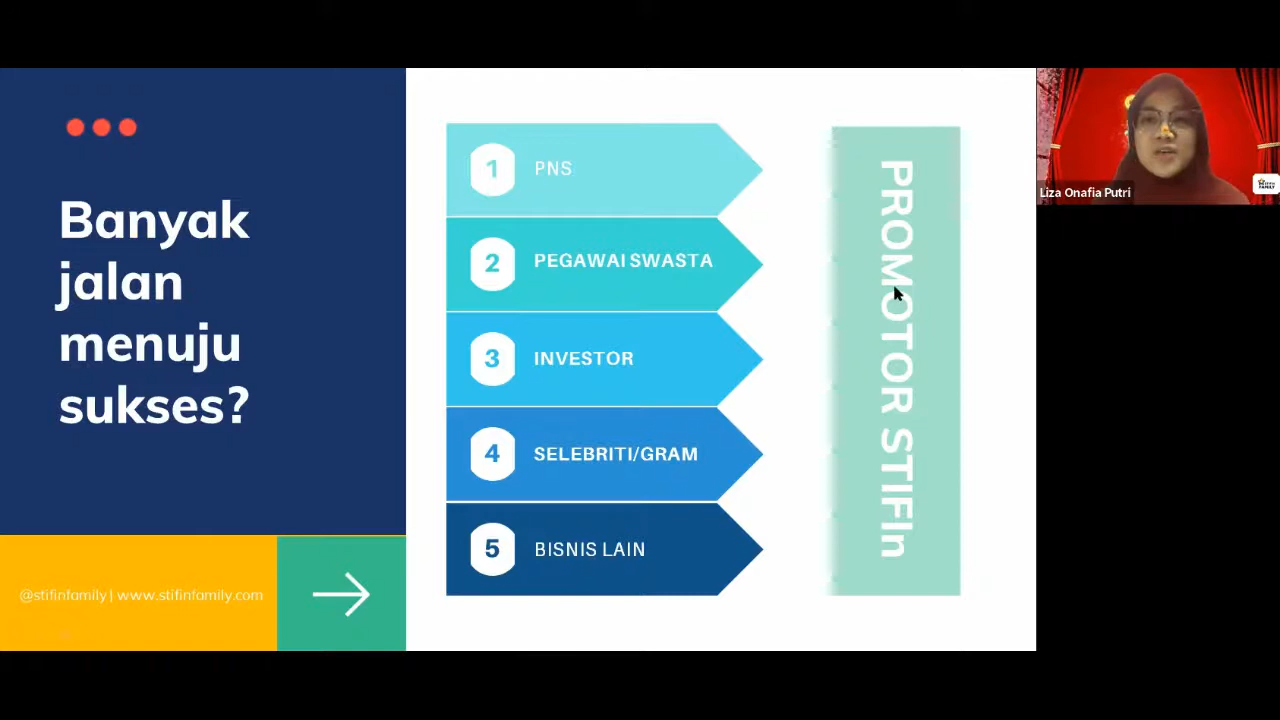 Banyak
jalan
menuju
sukses?
@stifinfamily | www.stifinfamily.com
1 PNS
2 PEGAWAI SWASTA
3 INVESTOR
4 SELEBRITI/GRAM
5 BISNIS LAIN
PROMOTOR STIFIn
Liza Onafia Putri